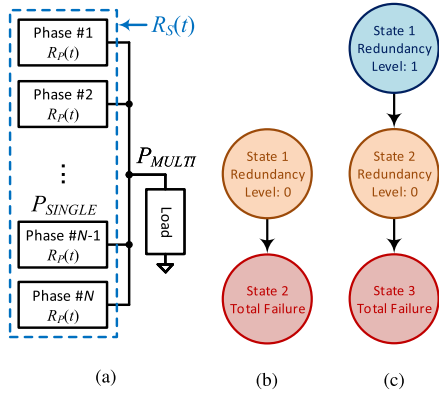 Phase #1
R_P(t)
R_S(t)
Phase #2
R_P(t)
⋮
P_MULTI
Load
P_SINGLE
Phase #N-1
R_P(t)
Phase #N
R_P(t)
(a)
State 1
Redundancy
Level: 0
State 2
Total Failure
(b)
State 1
Redundancy
Level: 1
State 2
Redundancy
Level: 0
State 3
Total Failure
(c)